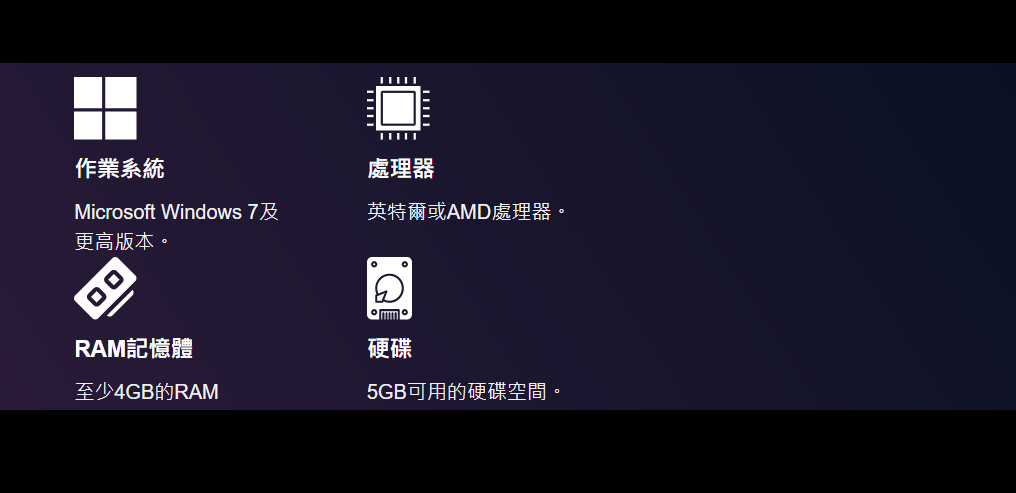 作業系統
Microsoft Windows 7及
更高版本。
處理器
英特爾或AMD處理器。
RAM記憶體
至少4GB的RAM
硬碟
5GB可用的硬碟空間。